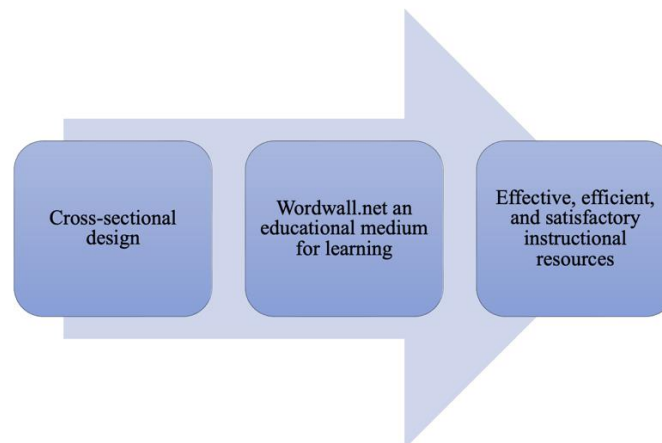 Cross-sectional
design
Wordwall.net an
educational medium
for learning
Effective, efficient,
and satisfactory
instructional
resources